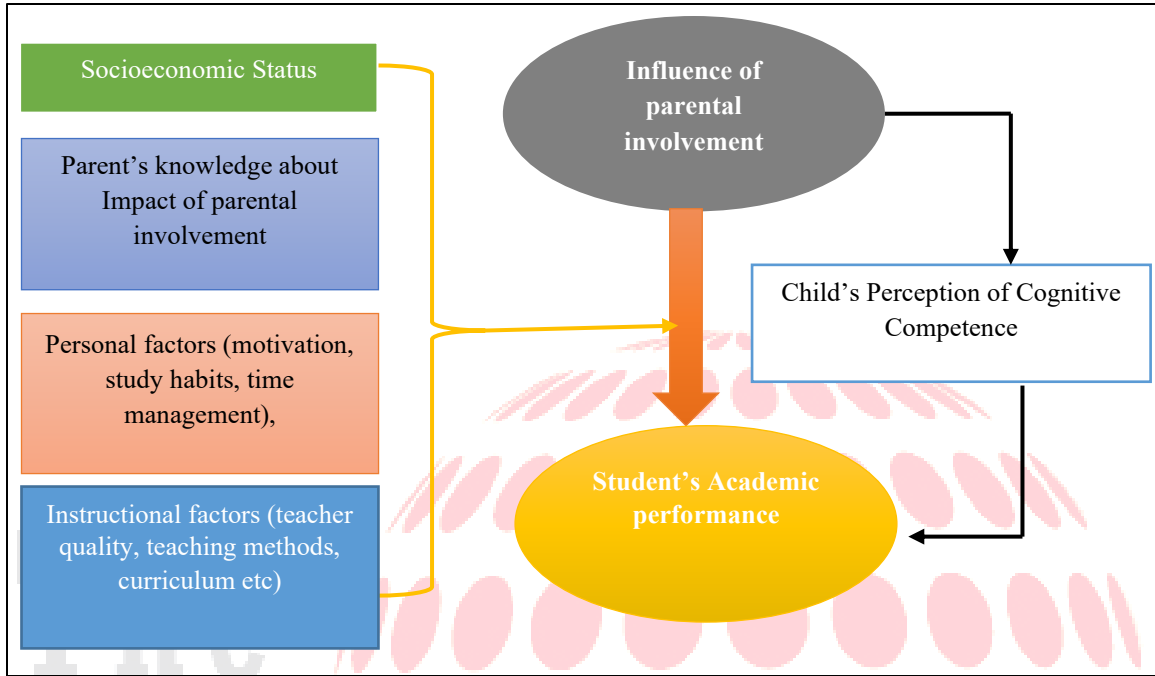 Socioeconomic Status
Parent’s knowledge about
Impact of parental
involvement
Personal factors (motivation,
study habits, time
management),
Instructional factors (teacher
quality, teaching methods,
curriculum etc)
Influence of
parental
involvement
Child’s Perception of Cognitive
Competence
Student’s Academic
performance